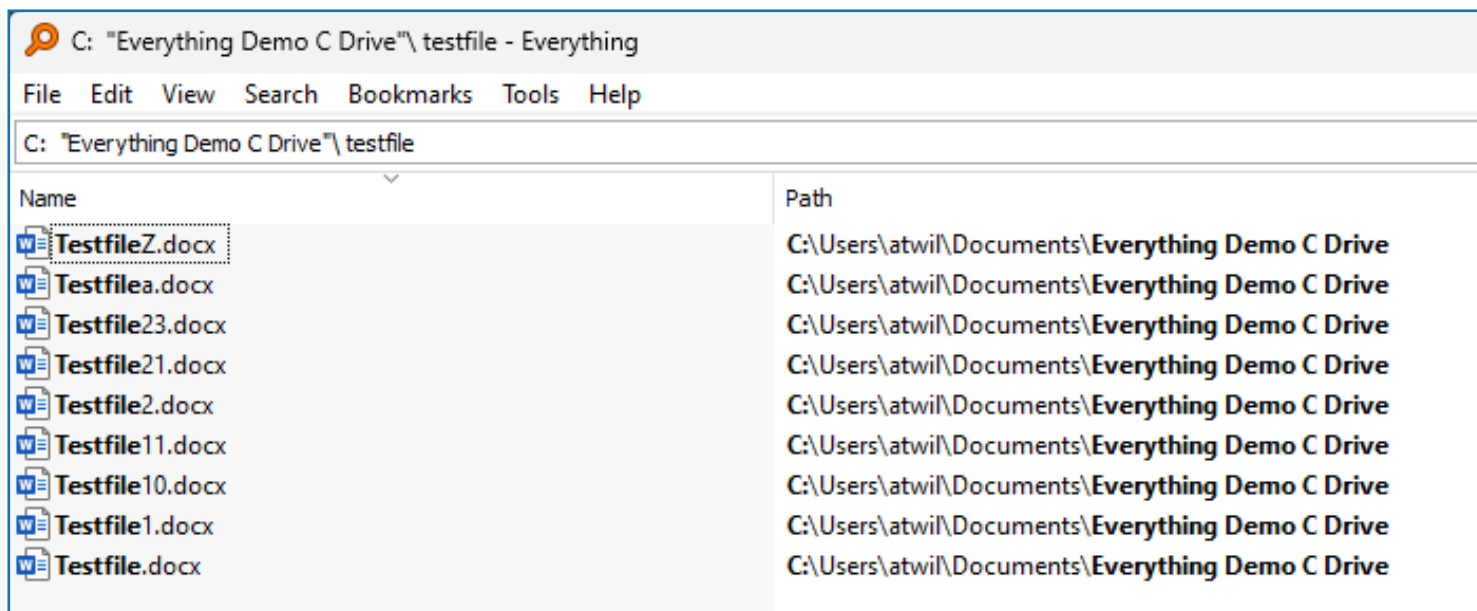 C: "Everything Demo C Drive"\ testfile - Everything
File Edit View Search Bookmarks Tools Help
C: "Everything Demo C Drive"\ testfile
Name Path
TestfileZ.docx C:\Users\atwil\Documents\Everything Demo C Drive
Testfilea.docx C:\Users\atwil\Documents\Everything Demo C Drive
Testfile23.docx C:\Users\atwil\Documents\Everything Demo C Drive
Testfile21.docx C:\Users\atwil\Documents\Everything Demo C Drive
Testfile2.docx C:\Users\atwil\Documents\Everything Demo C Drive
Testfile11.docx C:\Users\atwil\Documents\Everything Demo C Drive
Testfile10.docx C:\Users\atwil\Documents\Everything Demo C Drive
Testfile1.docx C:\Users\atwil\Documents\Everything Demo C Drive
Testfile.docx C:\Users\atwil\Documents\Everything Demo C Drive